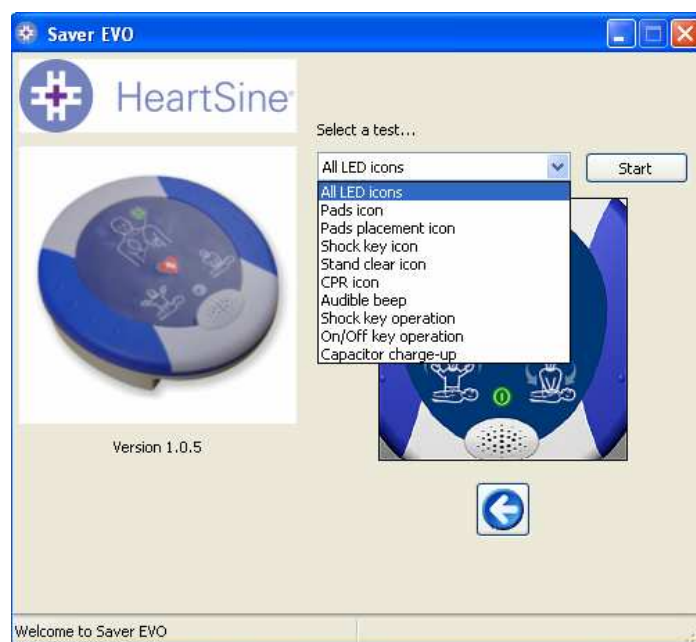 Saver EVO
HeartSine
Select a test...
All LED icons
Start
All LED icons
Pads icon
Pads placement icon
Shock key icon
Stand clear icon
CPR icon
Audible beep
Shock key operation
On/Off key operation
Capacitor charge-up
Version 1.0.5
Welcome to Saver EVO